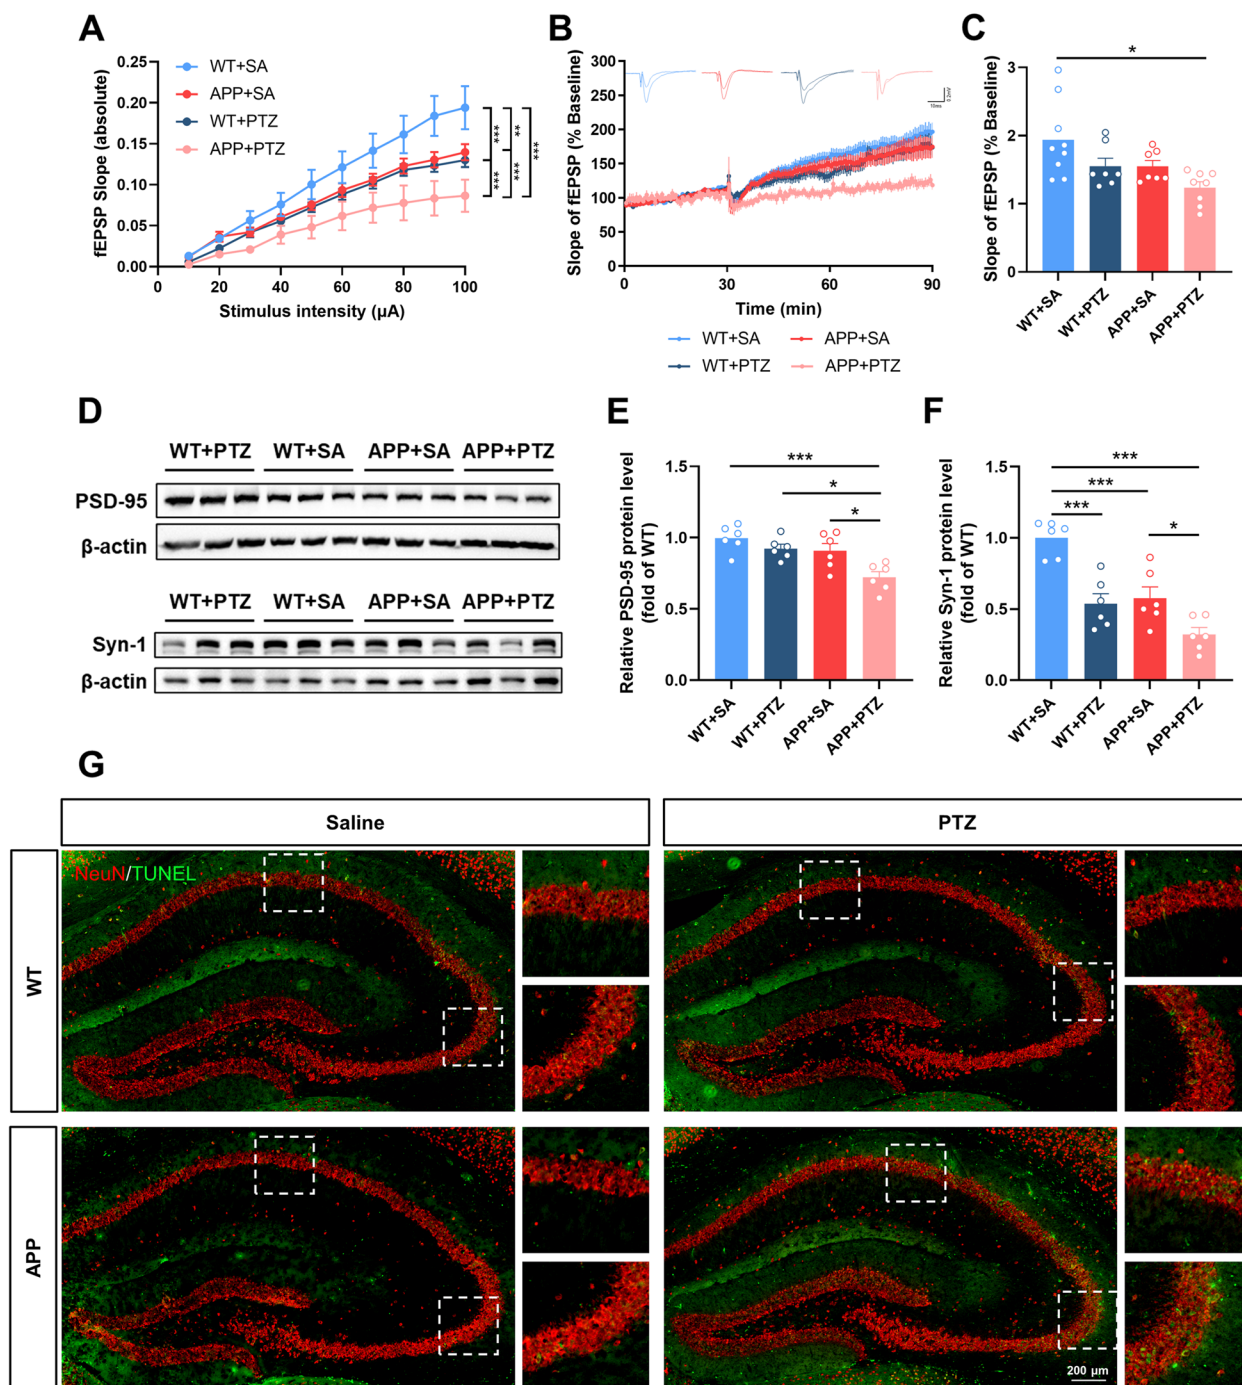 A
fEPSP Slope (absolute)
0.25
0.20
0.15
0.10
0.05
0.00
20
40
60
80
100
Stimulus intensity (μA)
WT+SA
APP+SA
WT+PTZ
APP+PTZ
***
**
***
***
***
B
Slope of fEPSP (% Baseline)
300
250
200
150
100
50
0
0
30
60
90
Time (min)
0.2mV
10ms
WT+SA
APP+SA
WT+PTZ
APP+PTZ
C
Slope of fEPSP (% Baseline)
3
2
1
0
*
WT+SA
WT+PTZ
APP+SA
APP+PTZ
D
WT+PTZ WT+SA APP+SA APP+PTZ
PSD-95
β-actin
WT+PTZ WT+SA APP+SA APP+PTZ
Syn-1
β-actin
E
Relative PSD-95 protein level
(fold of WT)
1.5
1.0
0.5
0.0
***
*
*
WT+SA
WT+PTZ
APP+SA
APP+PTZ
F
Relative Syn-1 protein level
(fold of WT)
1.5
1.0
0.5
0.0
***
***
***
*
WT+SA
WT+PTZ
APP+SA
APP+PTZ
G
Saline
PTZ
WT
NeuN/TUNEL
APP
200 μm